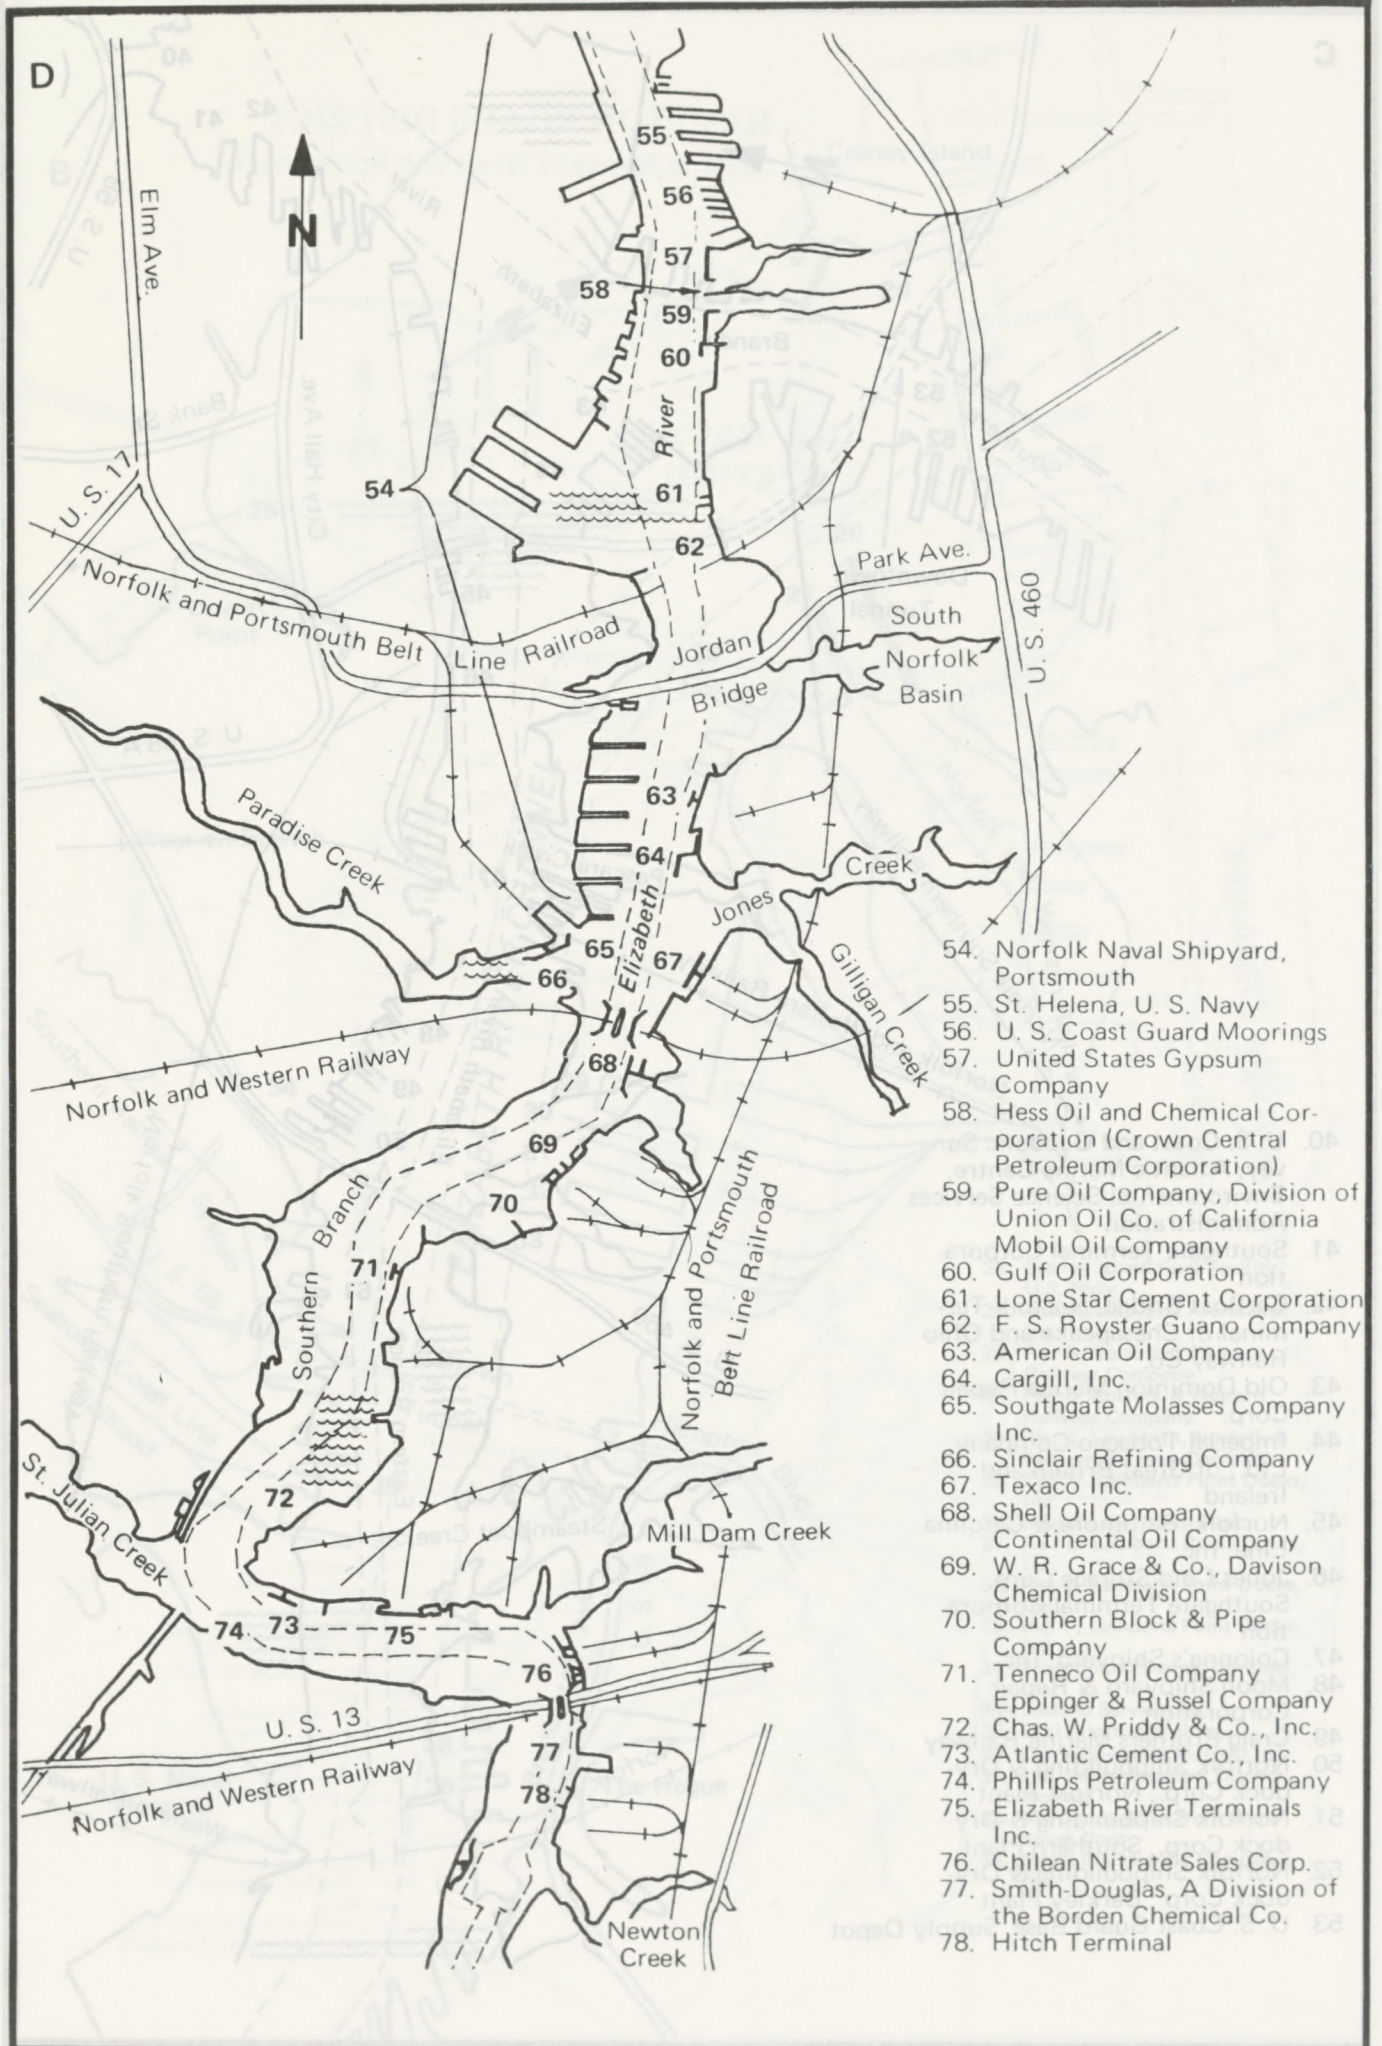 D
Elm Ave.
N
55
56
57
58
59
60
River
61
54
62
U. S. 17
Park Ave.
Norfolk and Portsmouth Belt Line Railroad
U. S. 460
South
Norfolk
Basin
Jordan
Bridge
Paradise Creek
63
64
Creek
Jones
Elizabeth
65
67
66
Gilligan Creek
Norfolk and Western Railway
68
69
70
Branch
71
Southern
Norfolk and Portsmouth
Belt Line Railroad
72
St. Julian Creek
Mill Dam Creek
73
74
75
76
U. S. 13
Norfolk and Western Railway
77
78
Newton
Creek
54. Norfolk Naval Shipyard,
Portsmouth
55. St. Helena, U. S. Navy
56. U. S. Coast Guard Moorings
57. United States Gypsum
Company
58. Hess Oil and Chemical Cor-
poration (Crown Central
Petroleum Corporation)
59. Pure Oil Company, Division of
Union Oil Co. of California
Mobil Oil Company
60. Gulf Oil Corporation
61. Lone Star Cement Corporation
62. F. S. Royster Guano Company
63. American Oil Company
64. Cargill, Inc.
65. Southgate Molasses Company
Inc.
66. Sinclair Refining Company
67. Texaco Inc.
68. Shell Oil Company
Continental Oil Company
69. W. R. Grace & Co., Davison
Chemical Division
70. Southern Block & Pipe
Company
71. Tenneco Oil Company
Eppinger & Russel Company
72. Chas. W. Priddy & Co., Inc.
73. Atlantic Cement Co., Inc.
74. Phillips Petroleum Company
75. Elizabeth River Terminals
Inc.
76. Chilean Nitrate Sales Corp.
77. Smith-Douglas, A Division of
the Borden Chemical Co.
78. Hitch Terminal